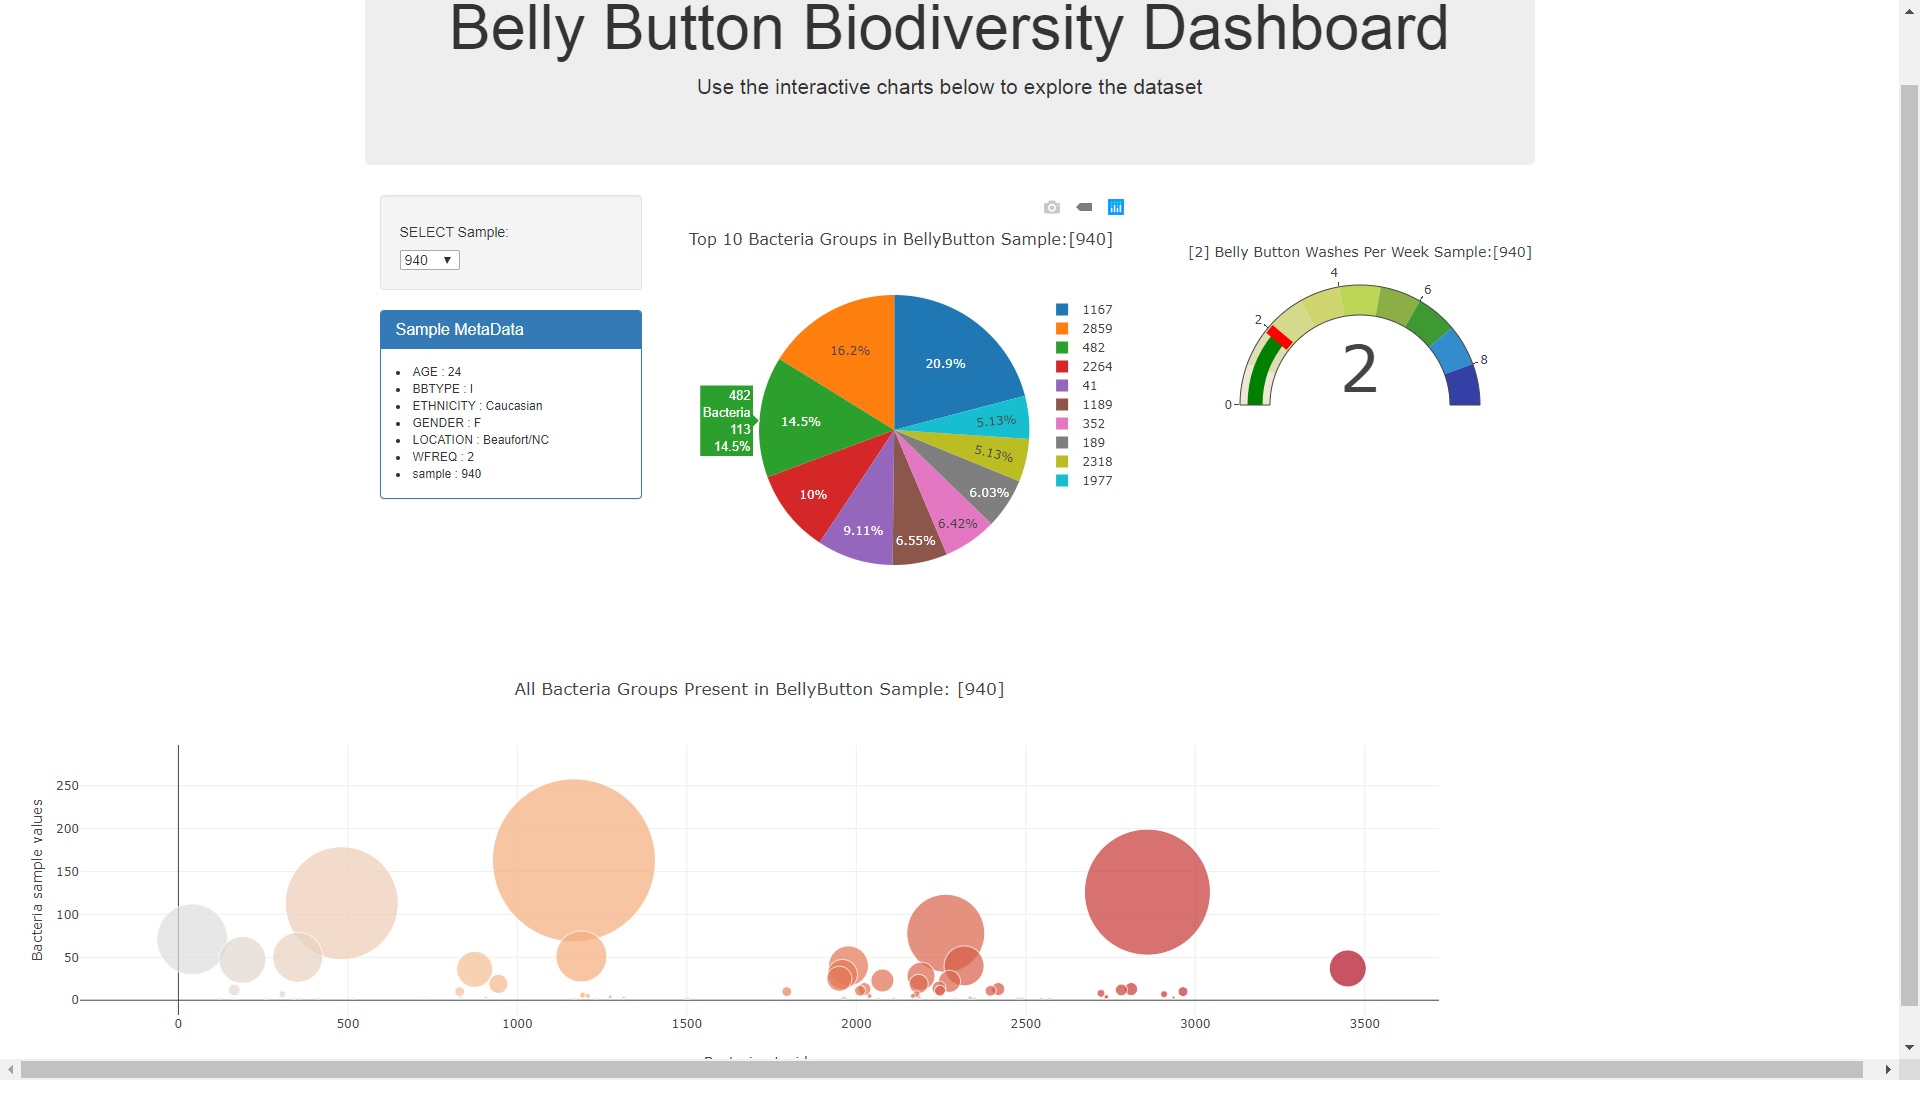 Belly Button Biodiversity Dashboard
Use the interactive charts below to explore the dataset
SELECT Sample:
940
Sample MetaData
AGE : 24
BBTYPE : I
ETHNICITY : Caucasian
GENDER : F
LOCATION : Beaufort/NC
WFREQ : 2
sample : 940
Top 10 Bacteria Groups in BellyButton Sample:[940]
20.9%
16.2%
14.5%
10%
9.11%
6.55%
6.42%
6.03%
5.13%
5.13%
482
Bacteria
113
14.5%
1167
2859
482
2264
41
1189
352
189
2318
1977
[2] Belly Button Washes Per Week Sample:[940]
0
2
4
6
8
2
All Bacteria Groups Present in BellyButton Sample: [940]
Bacteria sample values
250
200
150
100
50
0
0
500
1000
1500
2000
2500
3000
3500